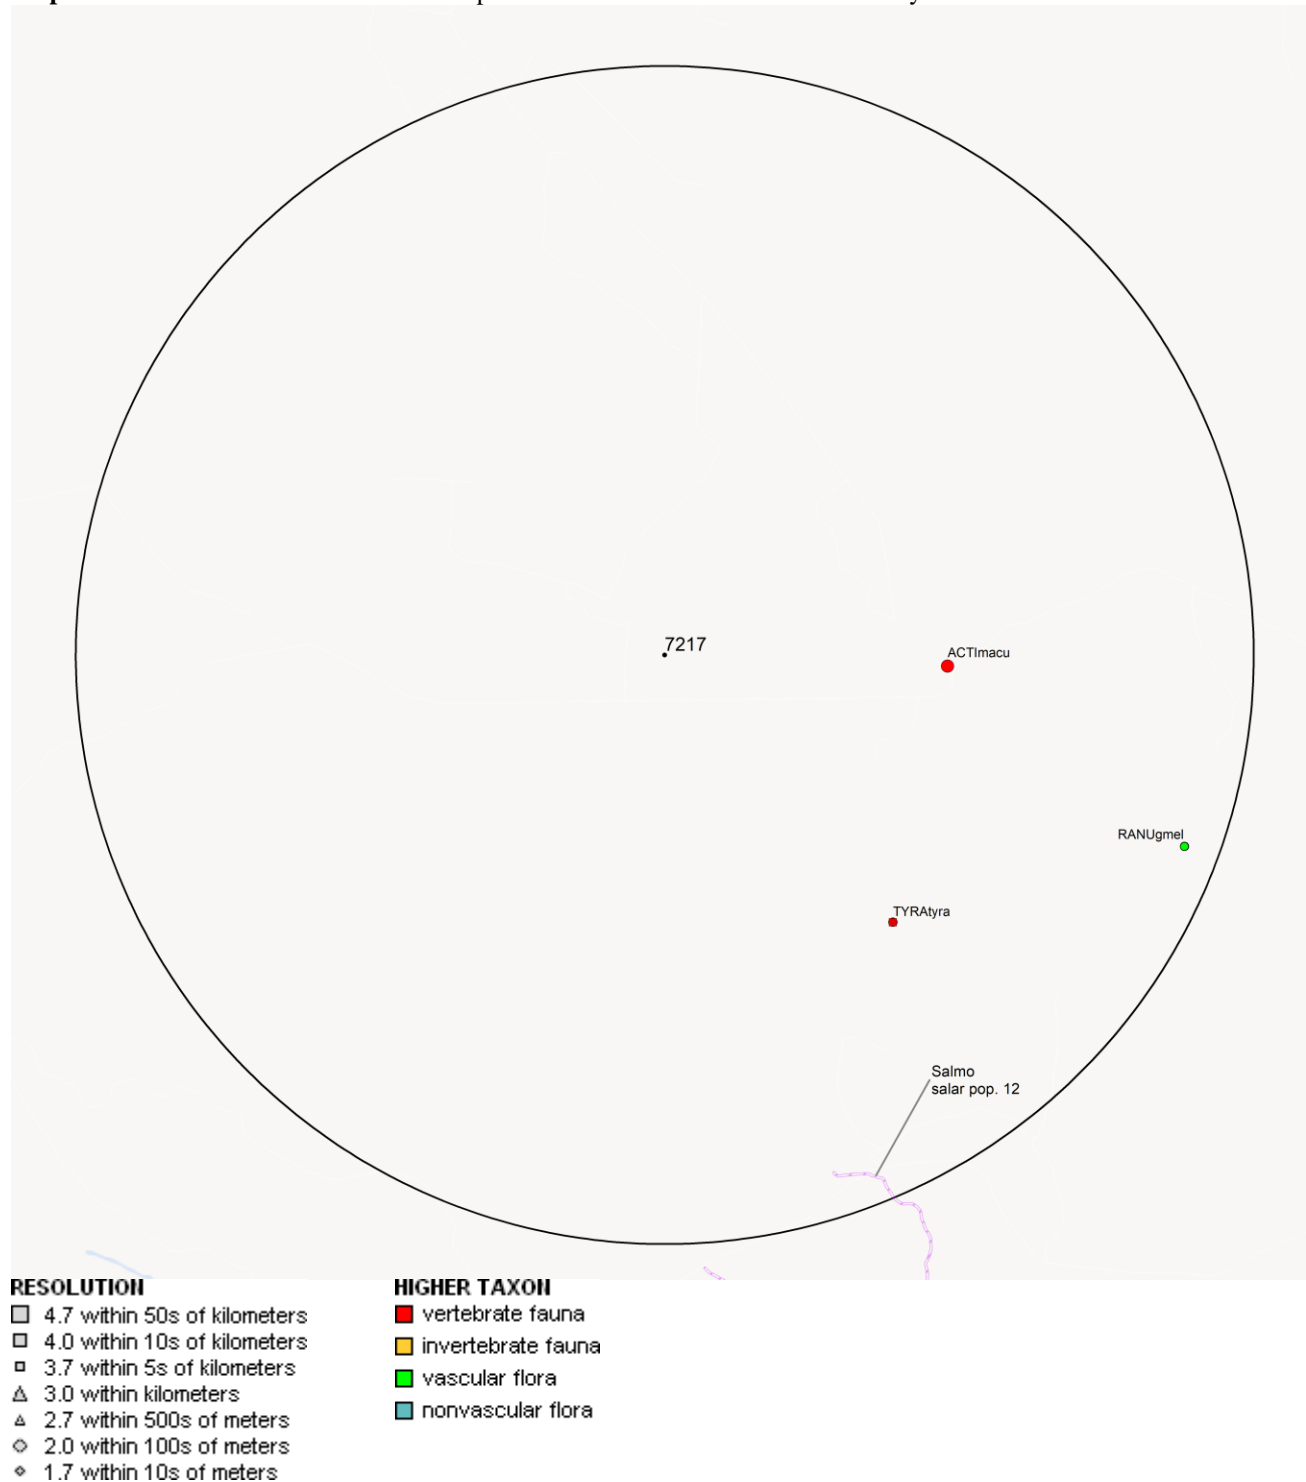 7217
ACTImacu
RANUgmel
TYRAtyra
Salmo
salar pop. 12
RESOLUTION
4.7 within 50s of kilometers
4.0 within 10s of kilometers
3.7 within 5s of kilometers
3.0 within kilometers
2.7 within 500s of meters
2.0 within 100s of meters
1.7 within 10s of meters
HIGHER TAXON
vertebrate fauna
invertebrate fauna
vascular flora
nonvascular flora